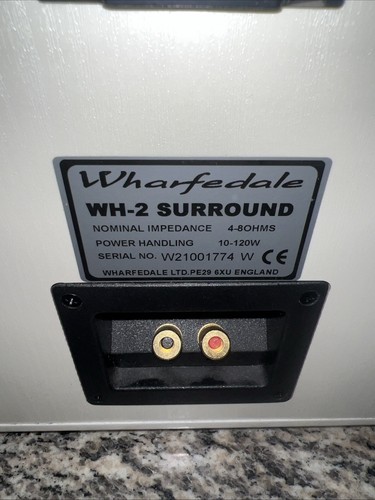 Wharfedale
WH-2 SURROUND
NOMINAL IMPEDANCE 4-8OHMS
POWER HANDLING 10-120W
SERIAL NO. W21001774 W CE
WHARFEDALE LTD.PE29 6XU ENGLAND